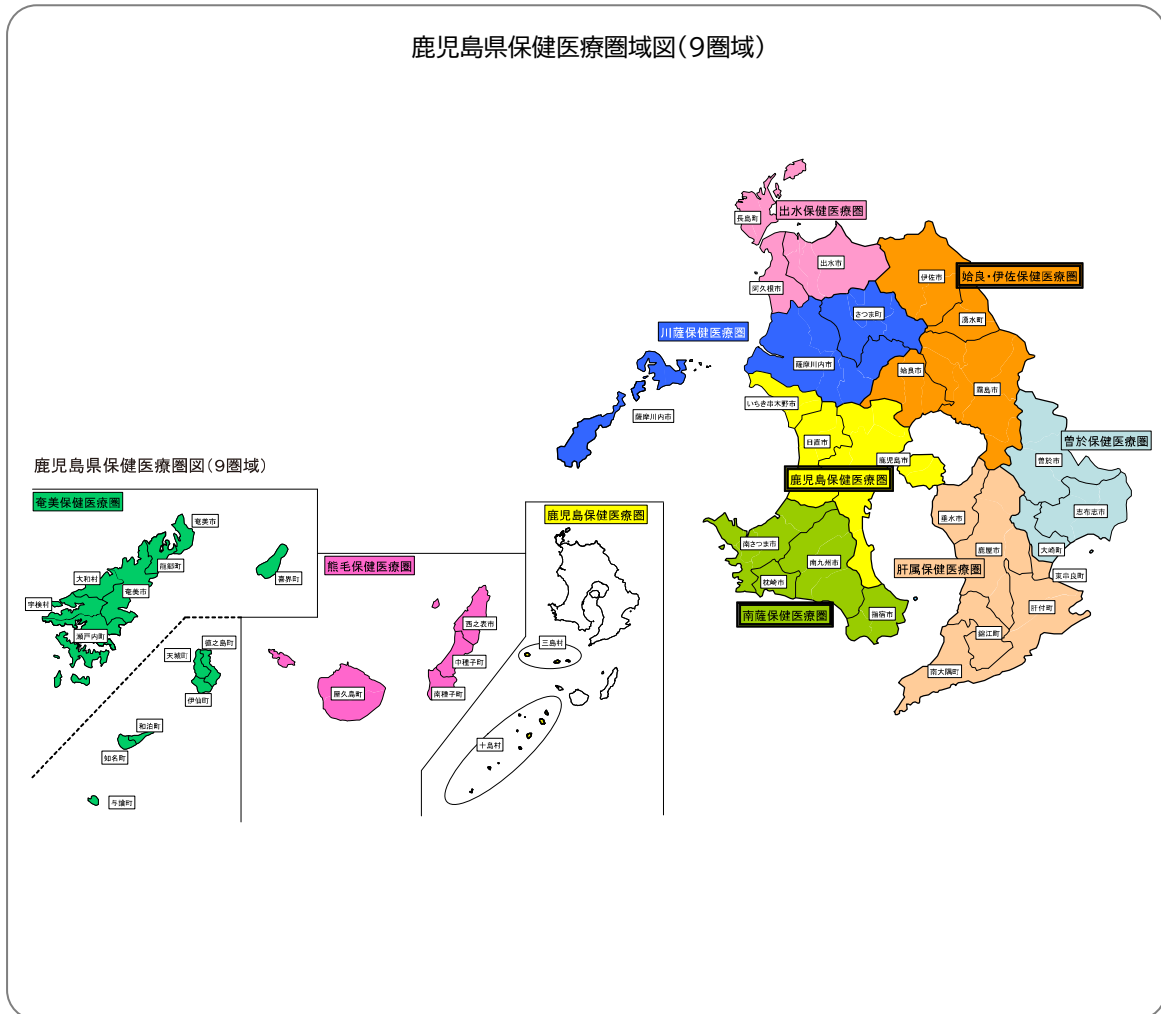 鹿児島県保健医療圏域図(9圏域)
長島町
出水保健医療圏
出水市
阿久根市
伊佐市
姶良・伊佐保健医療圏
湧水町
さつま町
川薩保健医療圏
薩摩川内市
姶良市
霧島市
薩摩川内市
いちき串木野市
日置市
鹿児島市
鹿児島保健医療圏
曽於保健医療圏
曽於市
志布志市
大崎町
垂水市
鹿屋市
東串良町
肝属保健医療圏
肝付町
錦江町
南大隅町
南さつま市
南九州市
枕崎市
指宿市
南薩保健医療圏
鹿児島県保健医療圏図(9圏域)
奄美保健医療圏
奄美市
龍郷町
喜界町
大和村
奄美市
宇検村
瀬戸内町
徳之島町
天城町
伊仙町
和泊町
知名町
与論町
熊毛保健医療圏
西之表市
中種子町
南種子町
屋久島町
鹿児島保健医療圏
三島村
十島村